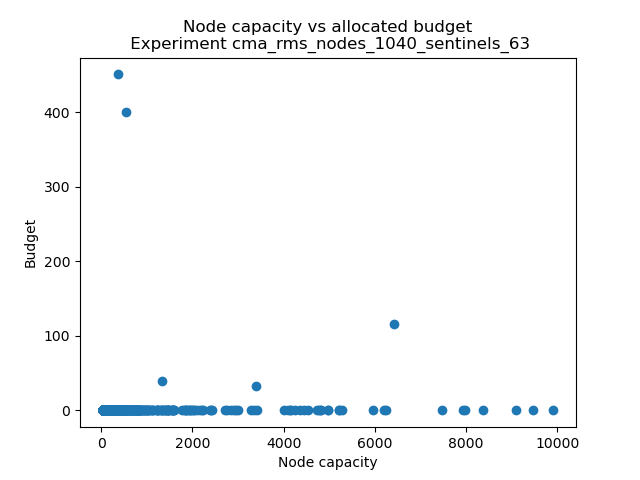 Node capacity vs allocated budget
Experiment cma_rms_nodes_1040_sentinels_63
400
300
200
100
0
Budget
0 2000 4000 6000 8000 10000
Node capacity